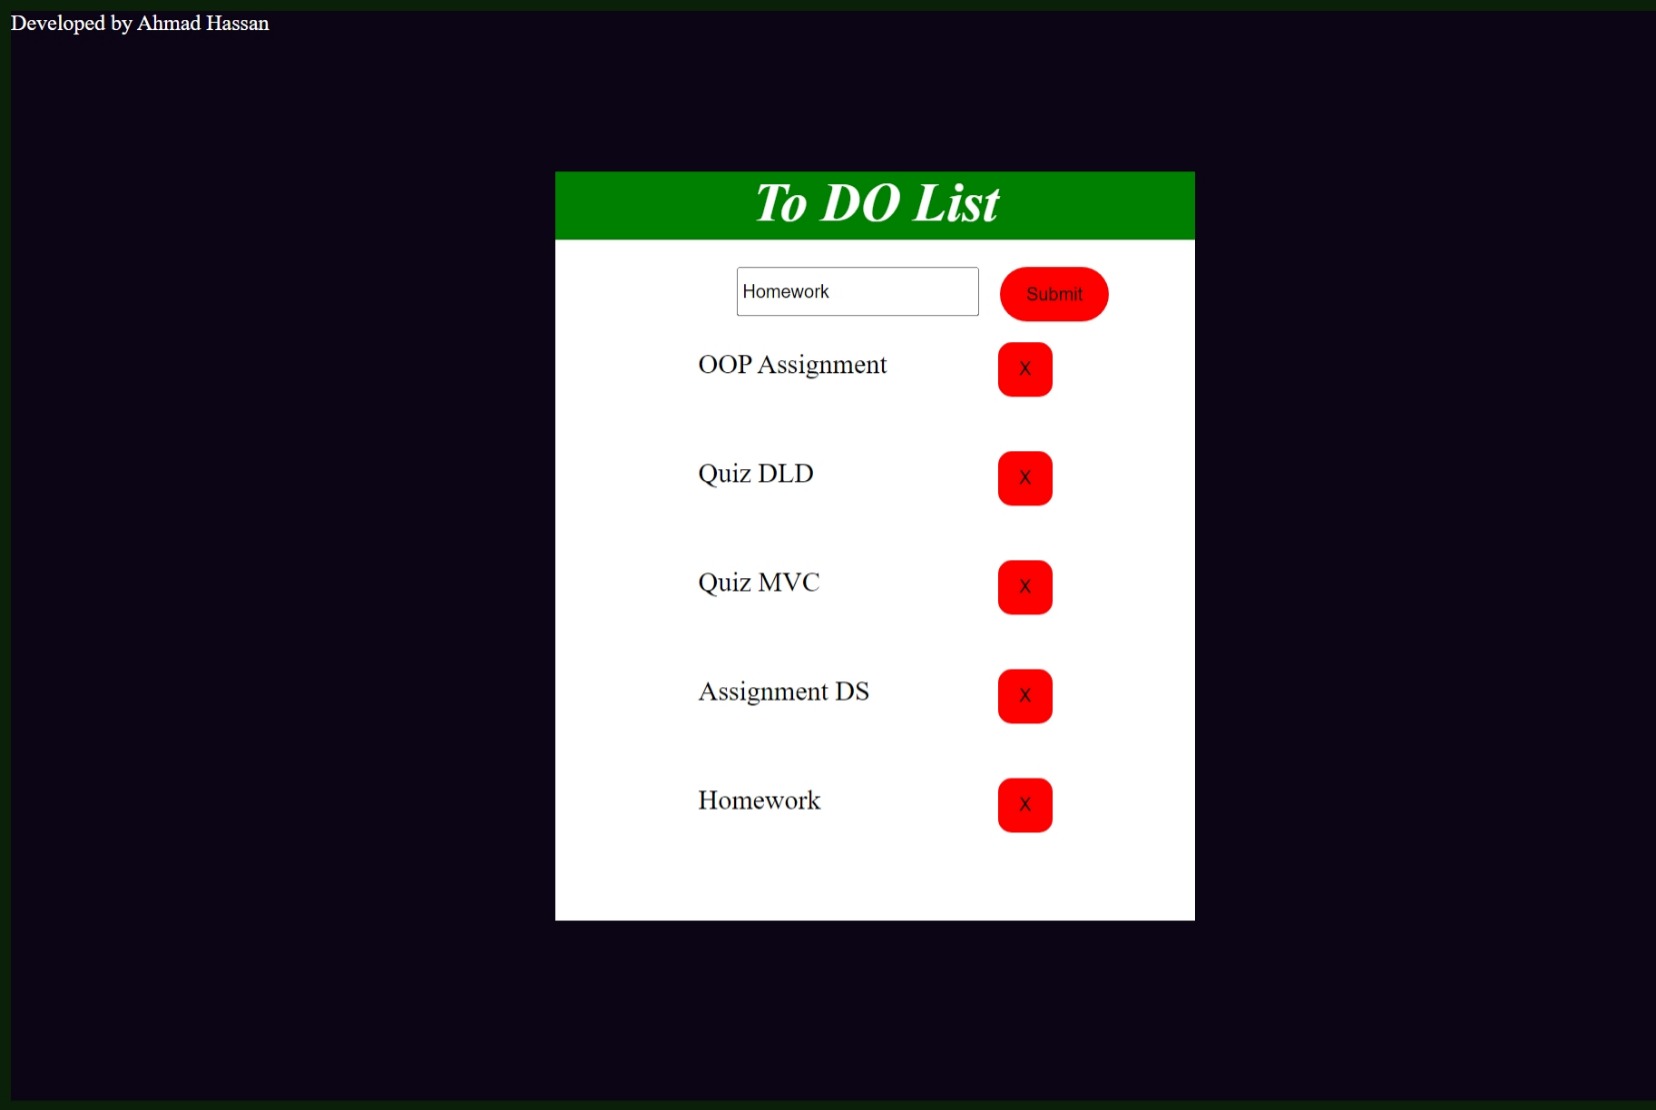 Developed by Ahmad Hassan
To DO List
Homework
Submit
OOP Assignment X
Quiz DLD X
Quiz MVC X
Assignment DS X
Homework X